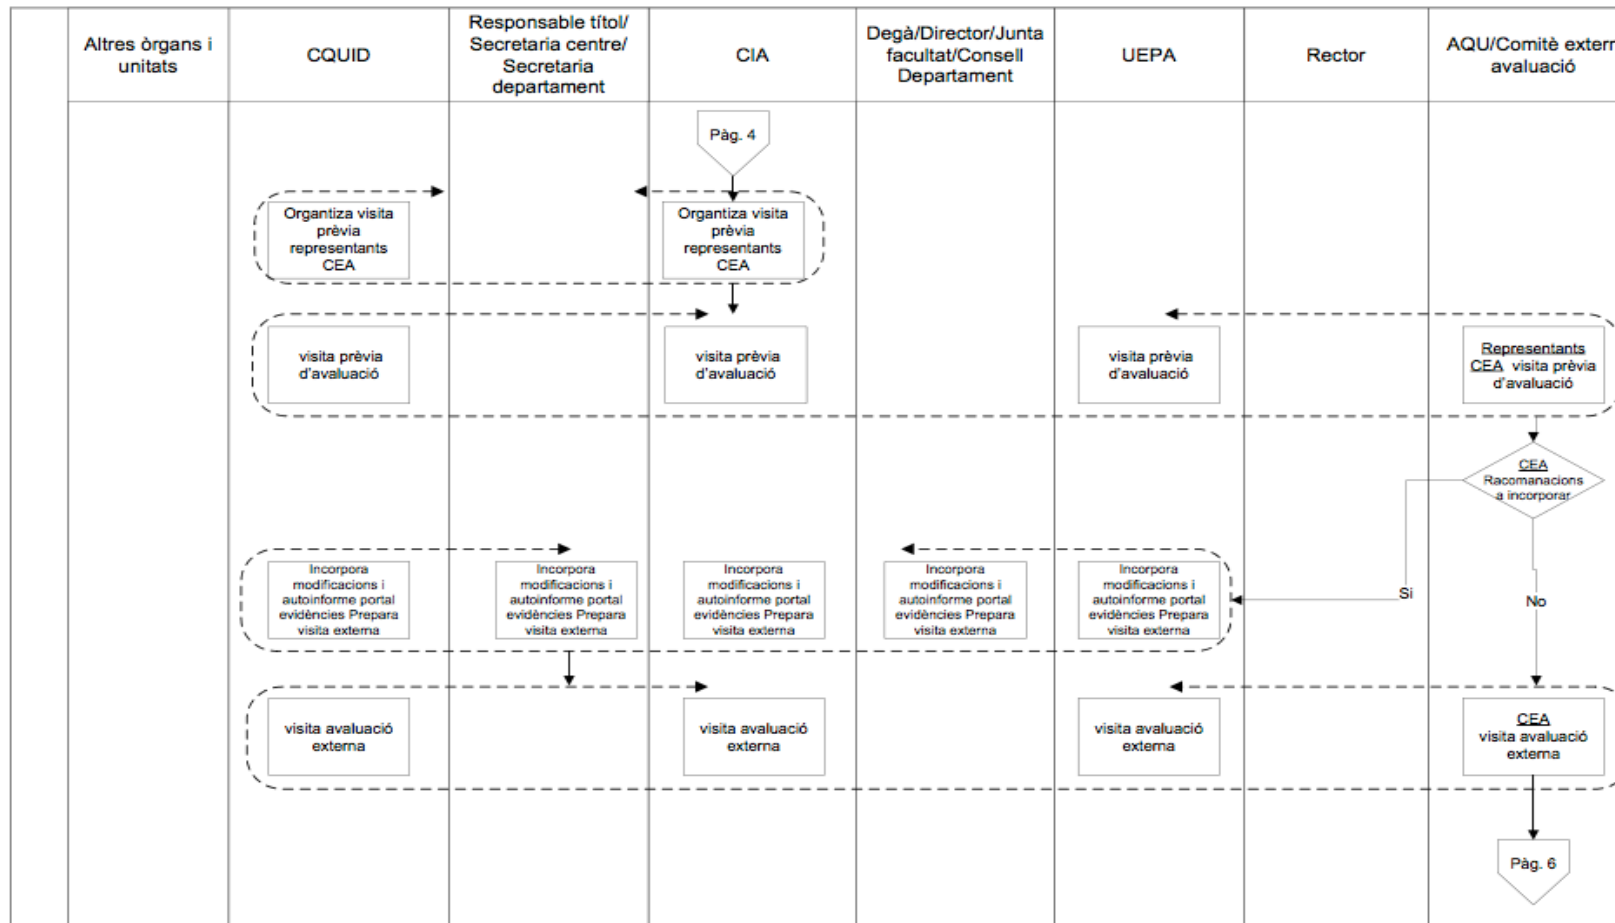 Altres òrgans i
unitats
CQUID
Responsable títol/
Secretaria centre/
Secretaria
departament
CIA
Degà/Director/Junta
facultat/Consell
Departament
UEPA
Rector
AQU/Comitè extern
avaluació
Pàg. 4
Organtiza visita
prèvia
representants
CEA
Organtiza visita
prèvia
representants
CEA
visita prèvia
d'avalució
visita prèvia
d'avaluació
visita prèvia
d'avaluació
Representants
CEA visita prèvia
d'avaluació
CEA
Racomanacions
a incorporar
Incorpora
modificacions i
autoinforme portal
evidències Prepara
visita externa
Incorpora
modificacions i
autoinforme portal
evidències Prepara
visita externa
Incorpora
modificacions i
autoinforme portal
evidències Prepara
visita externa
Incorpora
modificacions i
autoinforme portal
evidències Prepara
visita externa
Incorpora
modificacions i
autoinforme portal
evidències Prepara
visita externa
Si
No
visita avaluació
externa
visita avaluació
externa
visita avaluació
externa
CEA
visita avaluació
externa
Pàg. 6